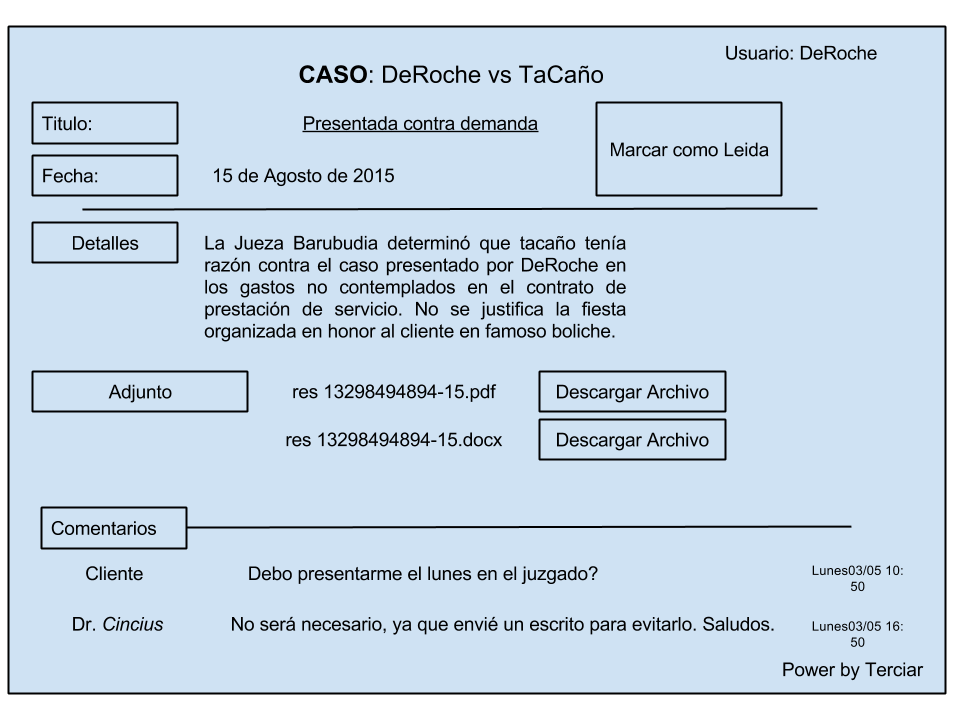 Usuario: DeRoche
CASO: DeRoche vs TaCaño
Titulo:
Presentada contra demanda
Marcar como Leida
Fecha:
15 de Agosto de 2015
Detalles
La Jueza Barubudia determinó que tacaño tenía
razón contra el caso presentado por DeRoche en
los gastos no contemplados en el contrato de
prestación de servicio. No se justifica la fiesta
organizada en honor al cliente en famoso boliche.
Adjunto
res 13298494894-15.pdf
Descargar Archivo
res 13298494894-15.docx
Descargar Archivo
Comentarios
Cliente
Debo presentarme el lunes en el juzgado?
Lunes03/05 10:
50
Dr. Cincius
No será necesario, ya que envié un escrito para evitarlo. Saludos.
Lunes03/05 16:
50
Power by Terciar